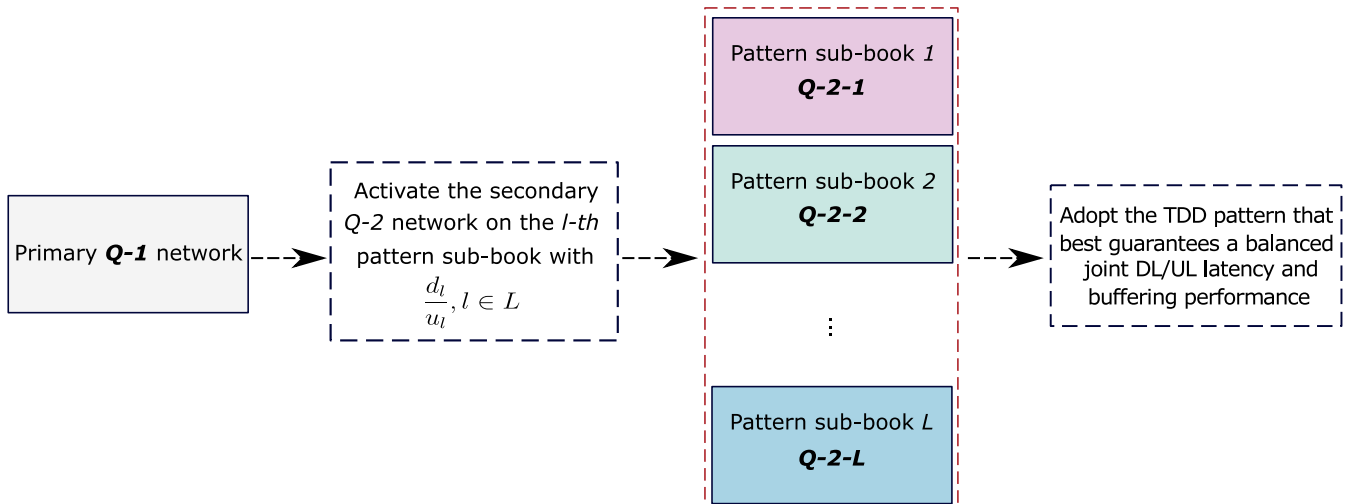 Primary Q-1 network
Activate the secondary
Q-2 network on the l-th
pattern sub-book with
d_l/u_l, l ∈ L
Pattern sub-book 1
Q-2-1
Pattern sub-book 2
Q-2-2
⋮
Pattern sub-book L
Q-2-L
Adopt the TDD pattern that
best guarantees a balanced
joint DL/UL latency and
buffering performance